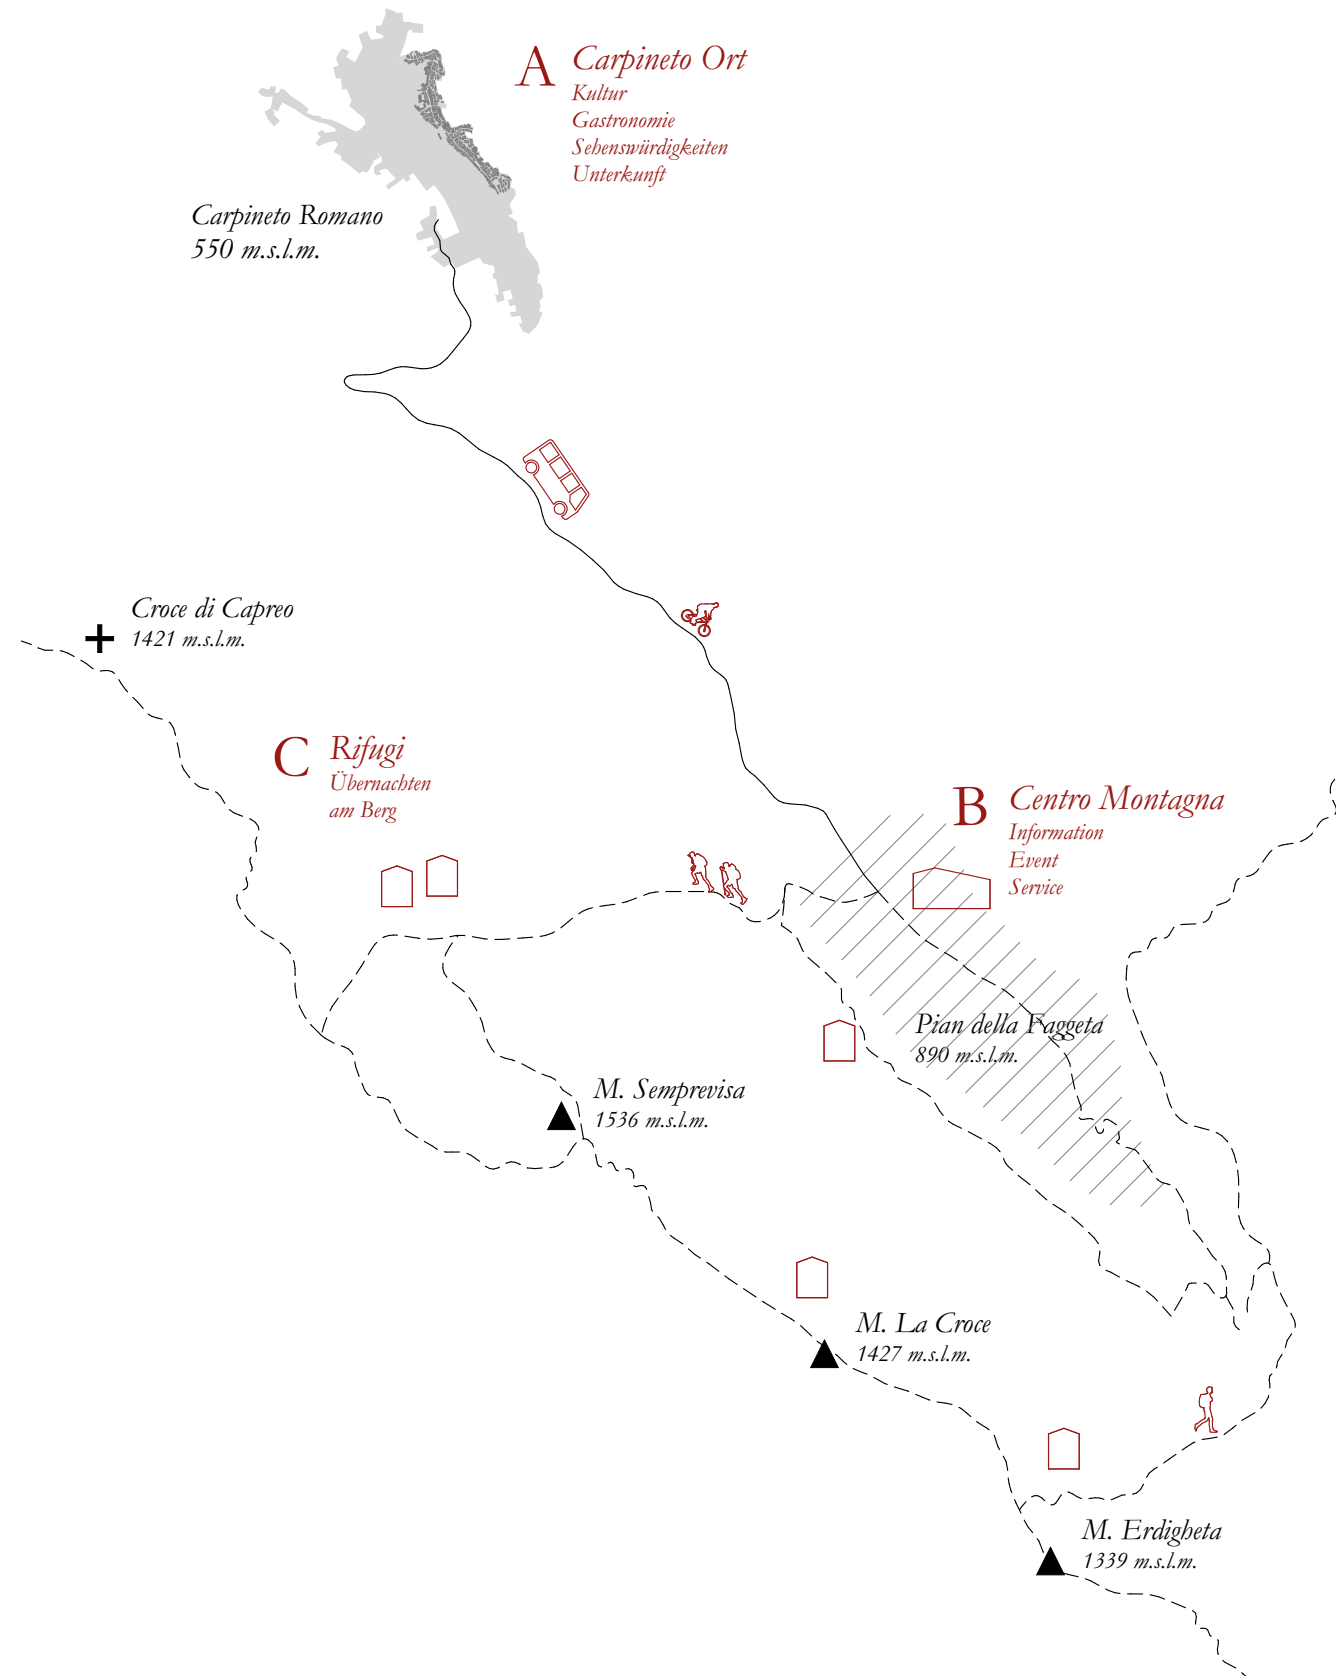 A
Carpineto Ort
Kultur
Gastronomie
Sehenswürdigkeiten
Unterkunft
Carpineto Romano
550 m.s.l.m.
Croce di Capreo
1421 m.s.l.m.
C
Rifugi
Übernachten
am Berg
B
Centro Montagna
Information
Event
Service
Pian della Faggeta
890 m.s.l.m.
M. Semprevisa
1536 m.s.l.m.
M. La Croce
1427 m.s.l.m.
M. Erdigheta
1339 m.s.l.m.